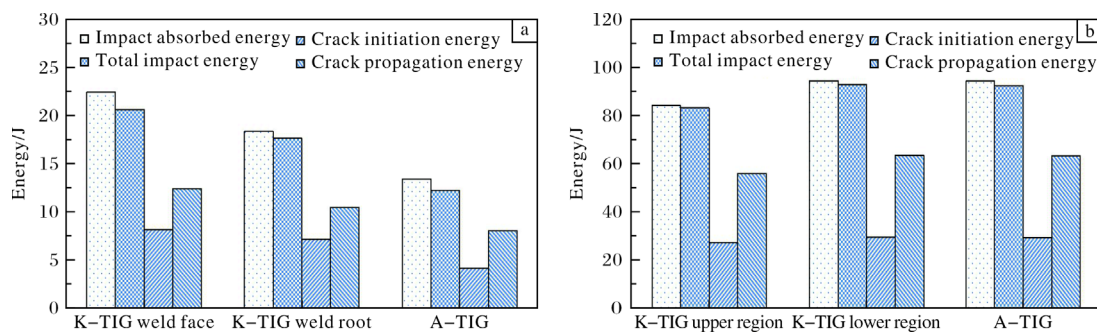 a
Impact absorbed energy
Crack initiation energy
Total impact energy
Crack propagation energy
Energy/J
30
25
20
15
10
5
0
K-TIG weld face
K-TIG weld root
A-TIG
b
Impact absorbed energy
Crack initiation energy
Total impact energy
Crack propagation energy
Energy/J
120
100
80
60
40
20
0
K-TIG upper region
K-TIG lower region
A-TIG